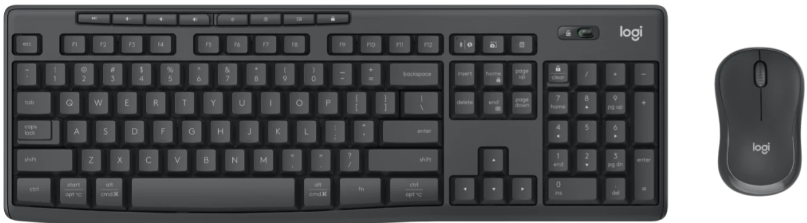 logi
esc F1 F2 F3 F4 F5 F6 F7 F8 F9 F10 F11 F12
~ ! 1 @ 2 # 3 $ 4 % 5 ^ 6 & 7 * 8 ( 9 ) 0 _ - + = backspace insert home page up clear / * -
tab Q W E R T Y U I O P { [ } ] | \ delete end page down 7 home 8 9 pg up +
caps lock A S D F G H J K L : ; " ' enter 4 5 6
shift Z X C V B N M < , > . ? / shift 1 end 2 3 pg dn enter
ctrl start opt alt cmd ⌘ alt cmd ⌘ fn ctrl opt 0 ins . del
logi